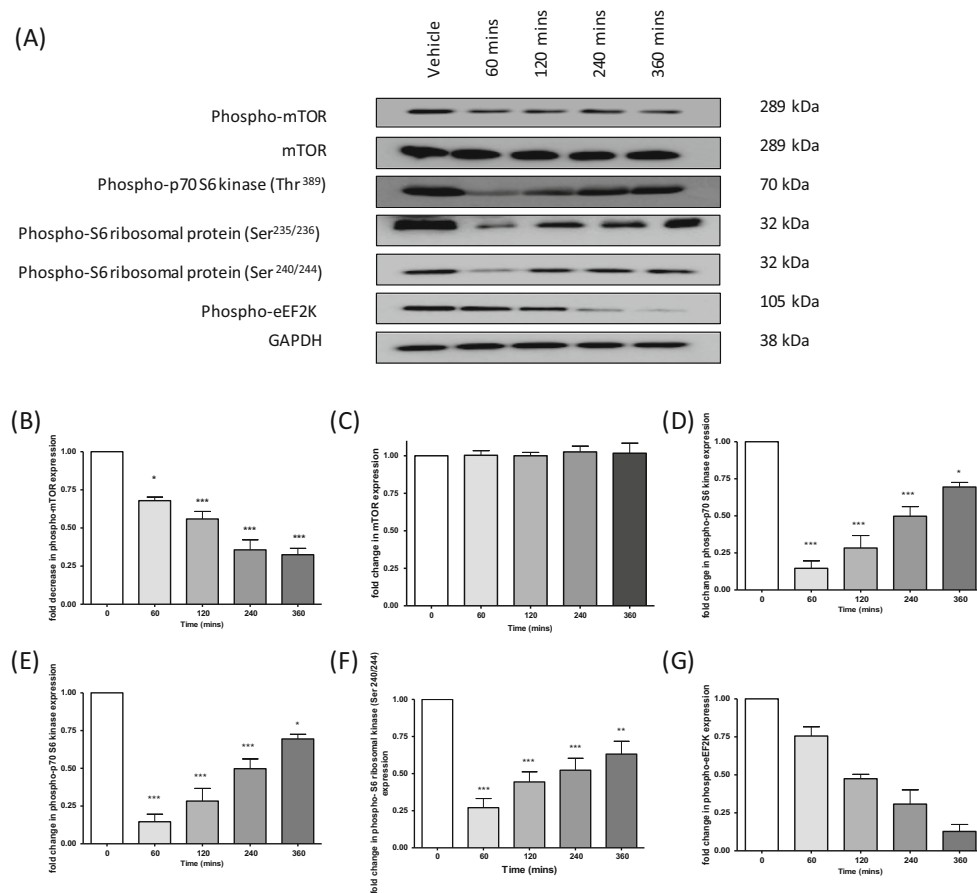 (A)
Vehicle
60 mins
120 mins
240 mins
360 mins
Phospho-mTOR
289 kDa
mTOR
289 kDa
Phospho-p70 S6 kinase (Thr 389)
70 kDa
Phospho-S6 ribosomal protein (Ser235/236)
32 kDa
Phospho-S6 ribosomal protein (Ser 240/244)
32 kDa
Phospho-eEF2K
105 kDa
GAPDH
38 kDa
(B)
fold decrease in phospho-mTOR expression
1.00
0.75
0.50
0.25
0.00
* *** *** ***
0 60 120 240 360
Time (mins)
(C)
fold change in mTOR expression
1.00
0.75
0.50
0.25
0.00
0 60 120 240 360
Time (mins)
(D)
fold change in phospho-p70 S6 kinase expression
1.00
0.75
0.50
0.25
0.00
*** *** *** *
0 60 120 240 360
Time (mins)
(E)
fold change in phospho-p70 S6 kinase expression
1.00
0.75
0.50
0.25
0.00
*** *** *** *
0 60 120 240 360
Time (mins)
(F)
fold change in phospho- S6 ribosomal kinase (Ser 240/244)
expression
1.00
0.75
0.50
0.25
0.00
*** *** *** **
0 60 120 240 360
Time (mins)
(G)
fold change in phospho-eEF2K expression
1.00
0.75
0.50
0.25
0.00
0 60 120 240 360
Time (mins)